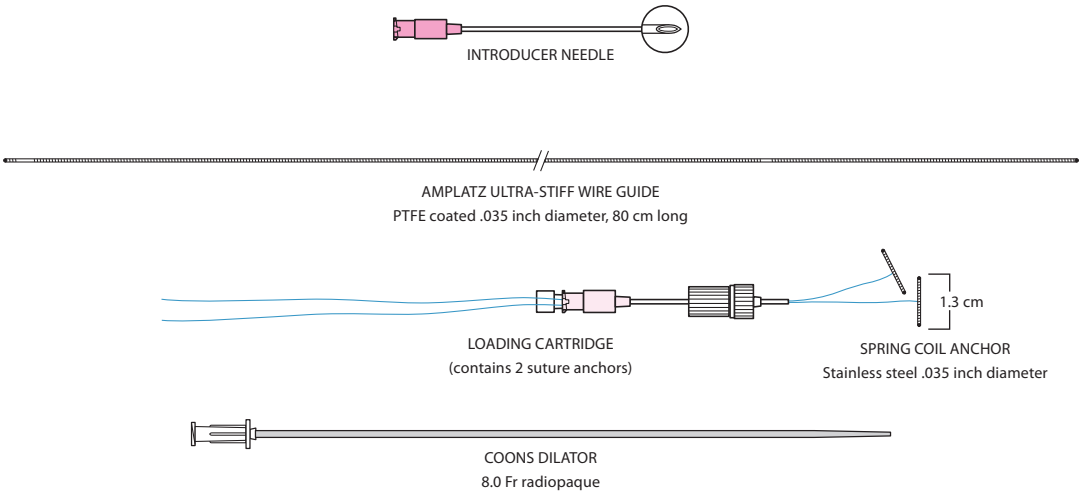 INTRODUCER NEEDLE
AMPLATZ ULTRA-STIFF WIRE GUIDE
PTFE coated .035 inch diameter, 80 cm long
1.3 cm
LOADING CARTRIDGE
(contains 2 suture anchors)
SPRING COIL ANCHOR
Stainless steel .035 inch diameter
COONS DILATOR
8.0 Fr radiopaque